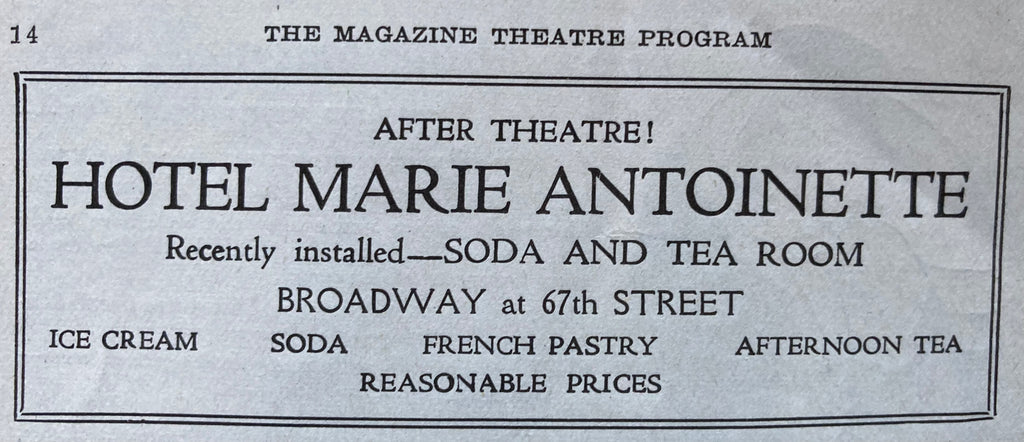 14 THE MAGAZINE THEATRE PROGRAM
AFTER THEATRE!
HOTEL MARIE ANTOINETTE
Recently installed—SODA AND TEA ROOM
BROADWAY at 67th STREET
ICE CREAM SODA FRENCH PASTRY AFTERNOON TEA
REASONABLE PRICES